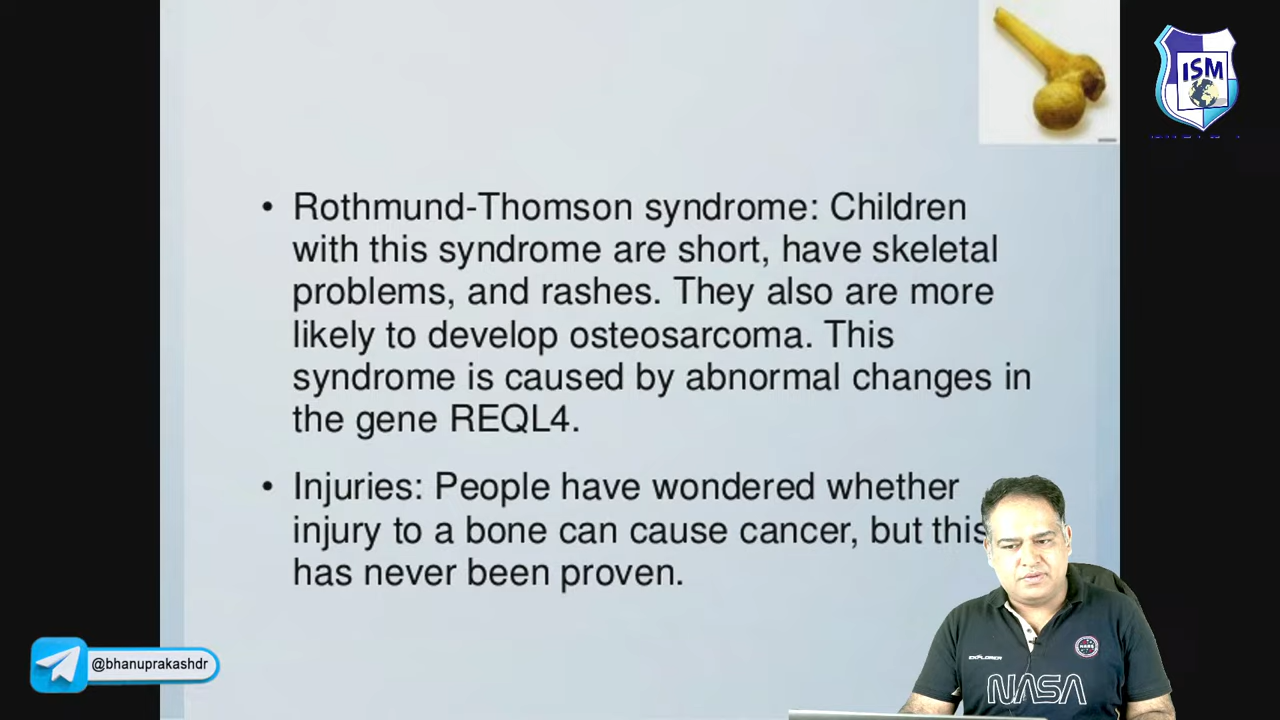 ISM
• Rothmund-Thomson syndrome: Children
with this syndrome are short, have skeletal
problems, and rashes. They also are more
likely to develop osteosarcoma. This
syndrome is caused by abnormal changes in
the gene REQL4.
• Injuries: People have wondered whether
injury to a bone can cause cancer, but this
has never been proven.
@bhanuprakashdr
EXPLORER
NASA